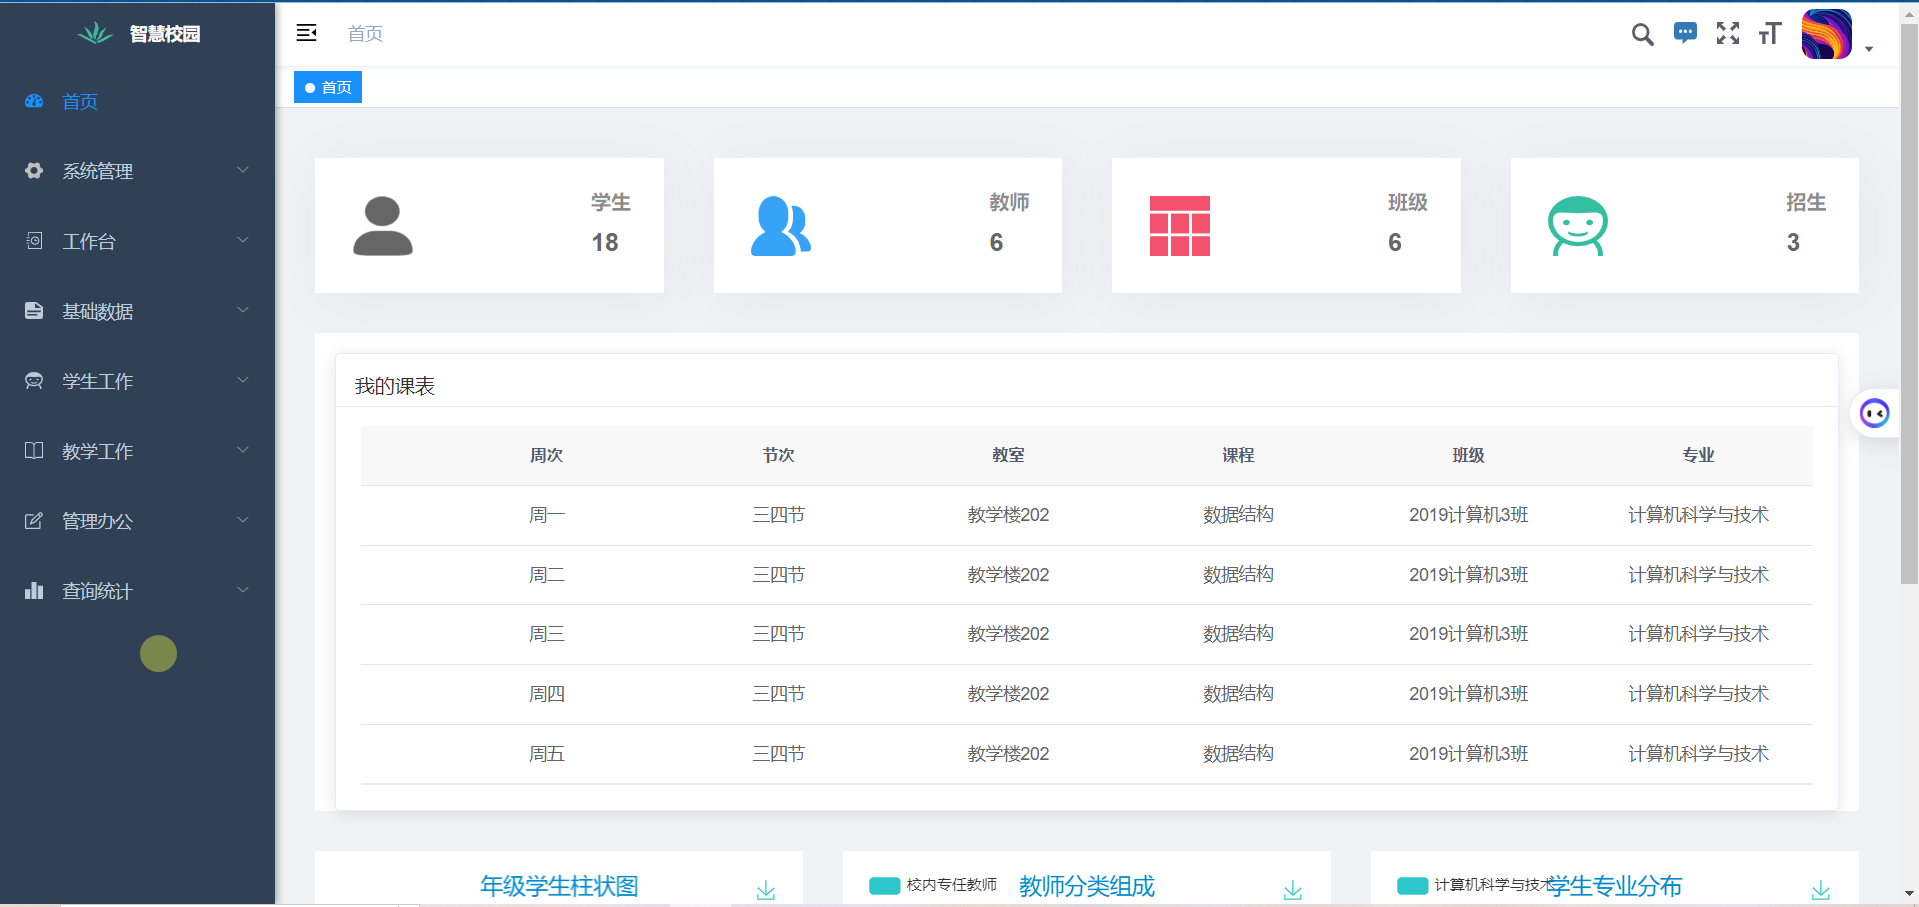 智慧校园
首页
系统管理
工作台
基础数据
学生工作
教学工作
管理办公
查询统计
首页
首页
学生
18
教师
6
班级
6
招生
3
我的课表
周次 节次 教室 课程 班级 专业
周一 三四节 教学楼202 数据结构 2019计算机3班 计算机科学与技术
周二 三四节 教学楼202 数据结构 2019计算机3班 计算机科学与技术
周三 三四节 教学楼202 数据结构 2019计算机3班 计算机科学与技术
周四 三四节 教学楼202 数据结构 2019计算机3班 计算机科学与技术
周五 三四节 教学楼202 数据结构 2019计算机3班 计算机科学与技术
年级学生柱状图
校内专任教师 教师分类组成
计算机科学与技术 学生专业分布